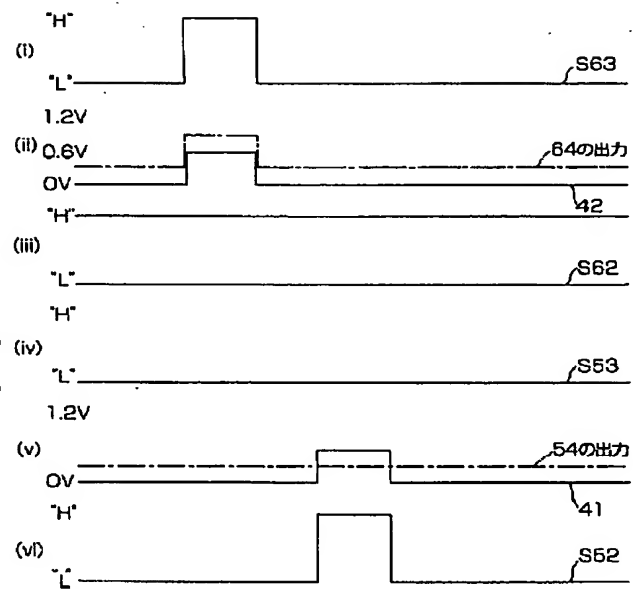 "H"
(i)
S63
"L"
1.2V
(ii) 0.6V
64の出力
0V
42
"H"
(iii)
S62
"L"
"H"
(iv)
S53
"L"
1.2V
(v)
54の出力
0V
41
"H"
(vi)
S52
"L"